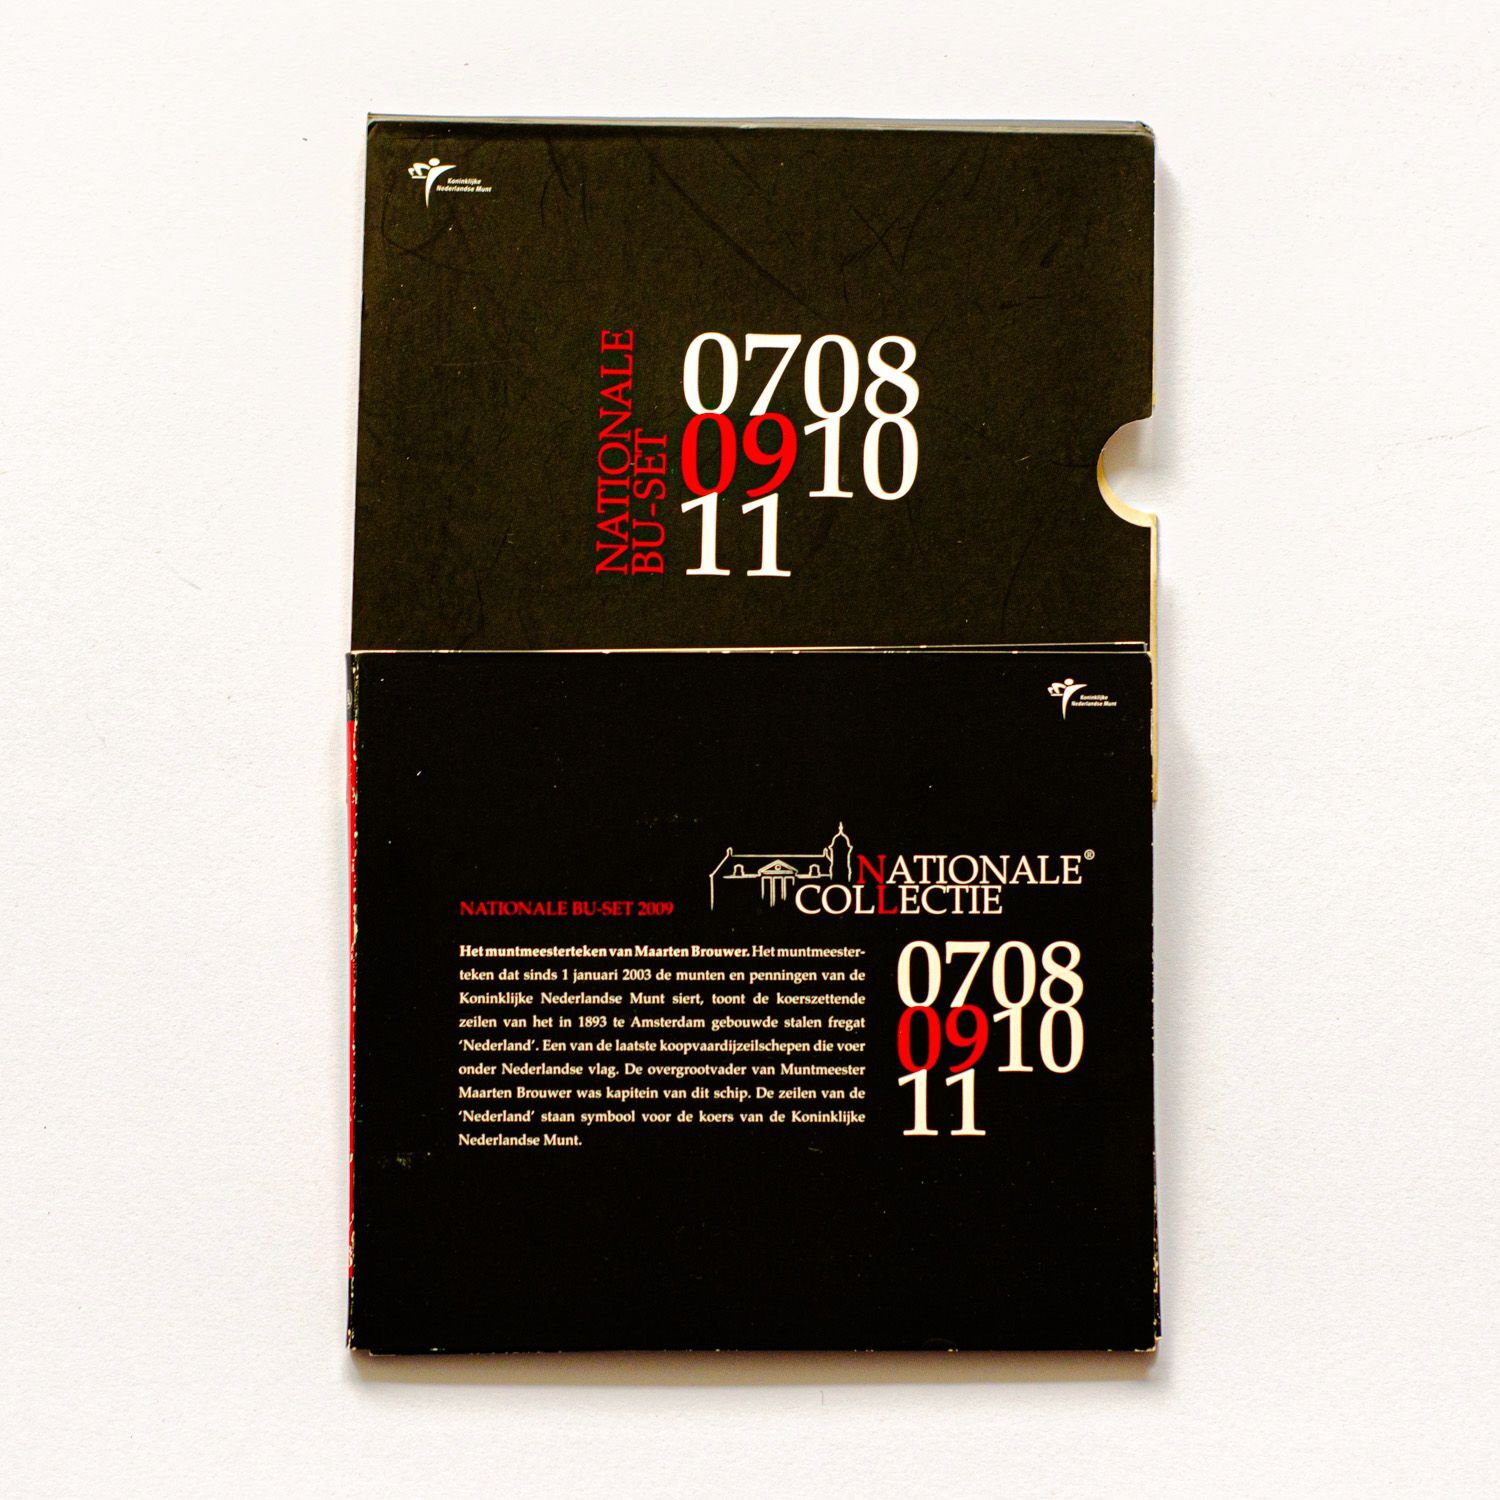 Koninklijke
Nederlandse Munt
NATIONALE
BU-SET
0708
0910
11
Koninklijke
Nederlandse Munt
NATIONALE®
COLLECTIE
NATIONALE BU-SET 2009
Het muntmeesterteken van Maarten Brouwer. Het muntmeester-
teken dat sinds 1 januari 2003 de munten en penningen van de
Koninklijke Nederlandse Munt siert, toont de koerszettende
zeilen van het in 1893 te Amsterdam gebouwde stalen fregat
‘Nederland’. Een van de laatste koopvaardijzeilschepen die voer
onder Nederlandse vlag. De overgrootvader van Muntmeester
Maarten Brouwer was kapitein van dit schip. De zeilen van de
‘Nederland’ staan symbool voor de koers van de Koninklijke
Nederlandse Munt.
0708
0910
11